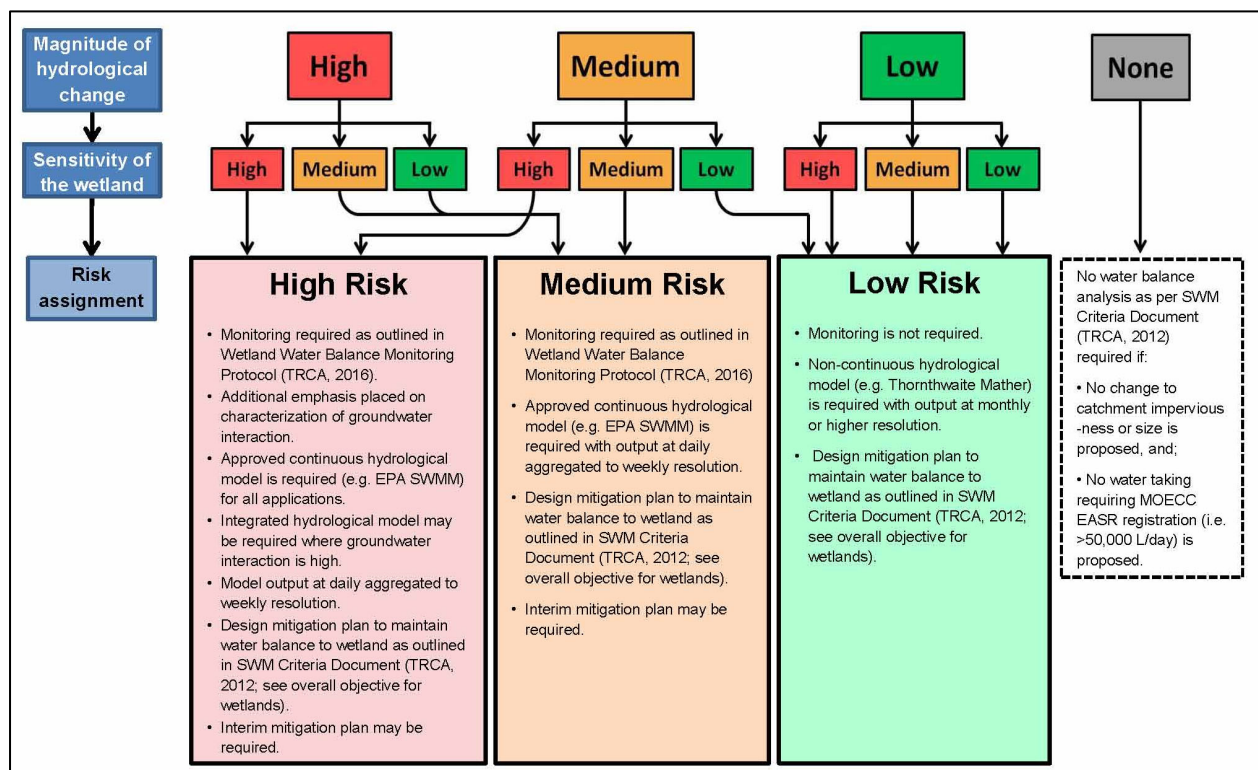 Magnitude of
hydrological
change
High
Medium
Low
None
Sensitivity of
the wetland
High
Medium
Low
High
Medium
Low
High
Medium
Low
Risk
assignment
High Risk
• Monitoring required as outlined in
Wetland Water Balance Monitoring
Protocol (TRCA, 2016).
• Additional emphasis placed on
characterization of groundwater
interaction.
• Approved continuous hydrological
model is required (e.g. EPA SWMM)
for all applications.
• Integrated hydrological model may
be required where groundwater
interaction is high.
• Model output at daily aggregated to
weekly resolution.
• Design mitigation plan to maintain
water balance to wetland as outlined
in SWM Criteria Document (TRCA,
2012; see overall objective for
wetlands).
• Interim mitigation plan may be
required.
Medium Risk
• Monitoring required as outlined in
Wetland Water Balance
Monitoring Protocol (TRCA, 2016)
• Approved continuous hydrological
model (e.g. EPA SWMM) is
required with output at daily
aggregated to weekly resolution.
• Design mitigation plan to maintain
water balance to wetland as
outlined in SWM Criteria
Document (TRCA, 2012; see
overall objective for wetlands).
• Interim mitigation plan may be
required.
Low Risk
• Monitoring is not required.
• Non-continuous hydrological
model (e.g. Thornthwaite Mather)
is required with output at monthly
or higher resolution.
• Design mitigation plan to
maintain water balance to
wetland as outlined in SWM
Criteria Document (TRCA, 2012;
see overall objective for
wetlands).
No water balance
analysis as per SWM
Criteria Document
(TRCA, 2012)
required if:
• No change to
catchment impervious
-ness or size is
proposed, and;
• No water taking
requiring MOECC
EASR registration (i.e.
>50,000 L/day) is
proposed.